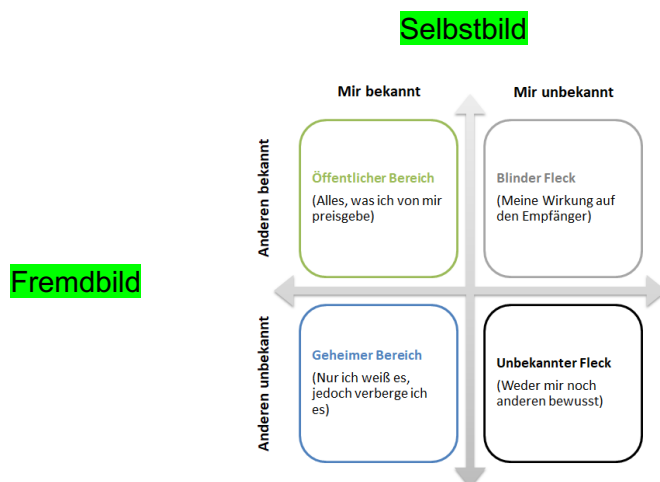 Selbstbild
Mir bekannt
Mir unbekannt
Anderen bekannt
Öffentlicher Bereich
(Alles, was ich von mir
preisgebe)
Blinder Fleck
(Meine Wirkung auf
den Empfänger)
Fremdbild
Anderen unbekannt
Geheimer Bereich
(Nur ich weiß es,
jedoch verberge ich
es)
Unbekannter Fleck
(Weder mir noch
anderen bewusst)